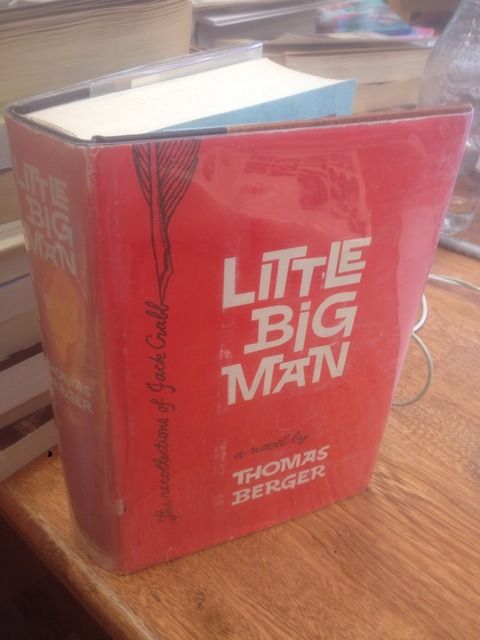 LITTLE
BIG
MAN
THOMAS
BERGER
The recollections of Jack Crabb
LITTLE
BIG
MAN
a novel by
THOMAS
BERGER